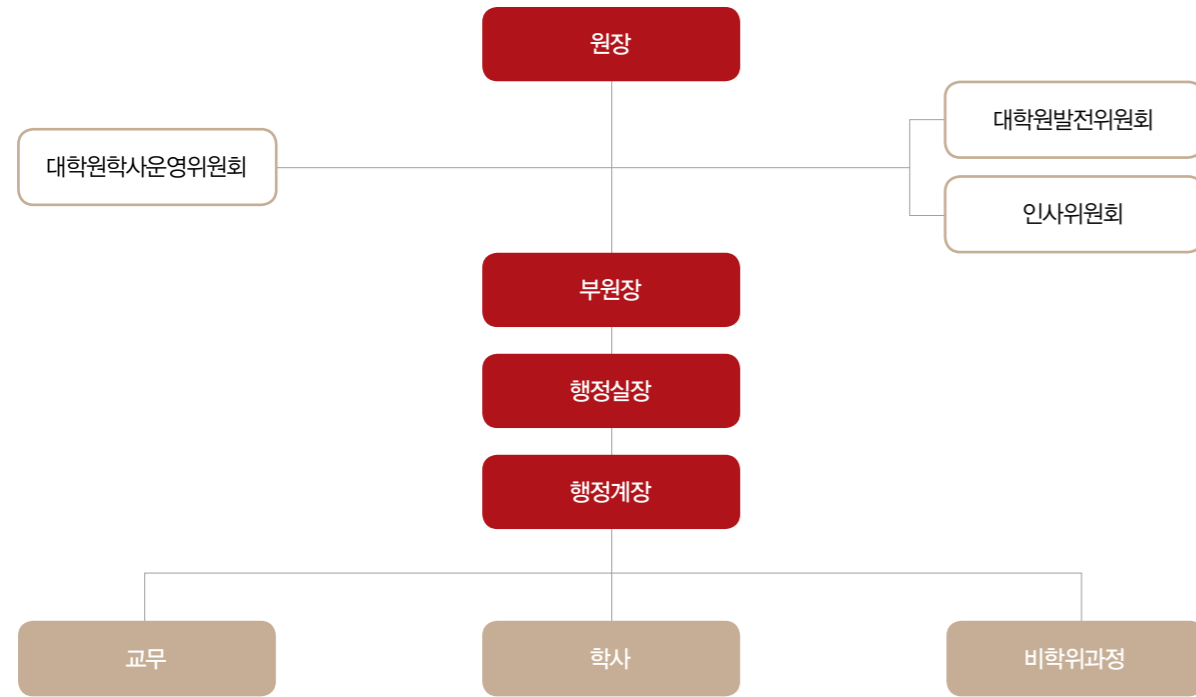 원장
대학원발전위원회
대학원학사운영위원회
인사위원회
부원장
행정실장
행정계장
교무
학사
비학위과정